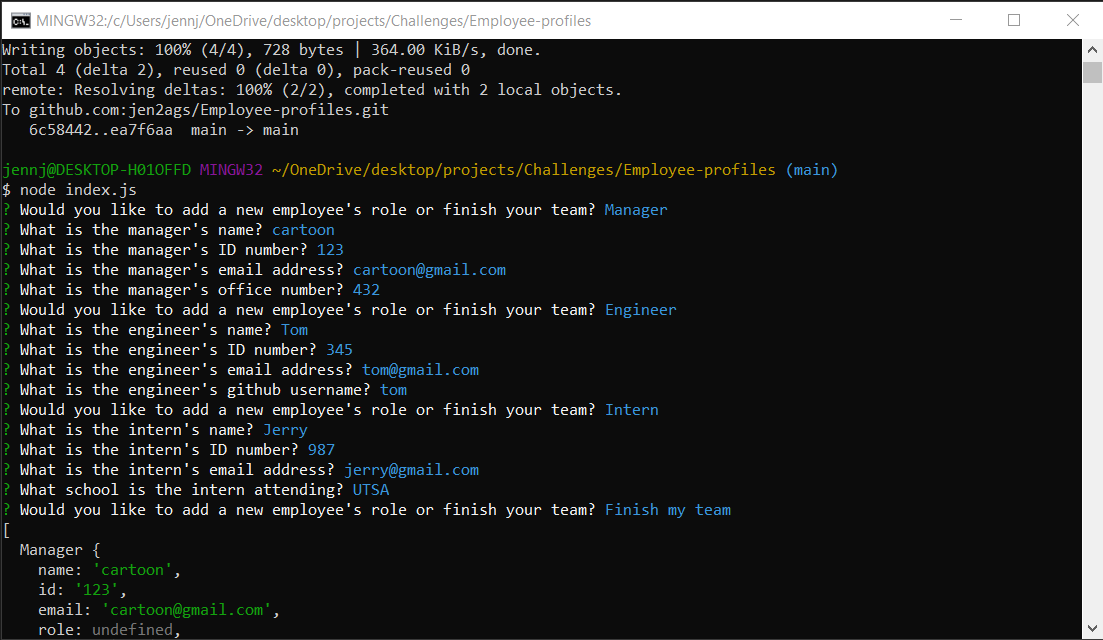 MINGW32:/c/Users/jennj/OneDrive/desktop/projects/Challenges/Employee-profiles
Writing objects: 100% (4/4), 728 bytes | 364.00 KiB/s, done.
Total 4 (delta 2), reused 0 (delta 0), pack-reused 0
remote: Resolving deltas: 100% (2/2), completed with 2 local objects.
To github.com:jen2ags/Employee-profiles.git
   6c58442..ea7f6aa  main -> main
jennj@DESKTOP-H01OFFD MINGW32 ~/OneDrive/desktop/projects/Challenges/Employee-profiles (main)
$ node index.js
? Would you like to add a new employee's role or finish your team? Manager
? What is the manager's name? cartoon
? What is the manager's ID number? 123
? What is the manager's email address? cartoon@gmail.com
? What is the manager's office number? 432
? Would you like to add a new employee's role or finish your team? Engineer
? What is the engineer's name? Tom
? What is the engineer's ID number? 345
? What is the engineer's email address? tom@gmail.com
? What is the engineer's github username? tom
? Would you like to add a new employee's role or finish your team? Intern
? What is the intern's name? Jerry
? What is the intern's ID number? 987
? What is the intern's email address? jerry@gmail.com
? What school is the intern attending? UTSA
? Would you like to add a new employee's role or finish your team? Finish my team
[
  Manager {
    name: 'cartoon',
    id: '123',
    email: 'cartoon@gmail.com',
    role: undefined,